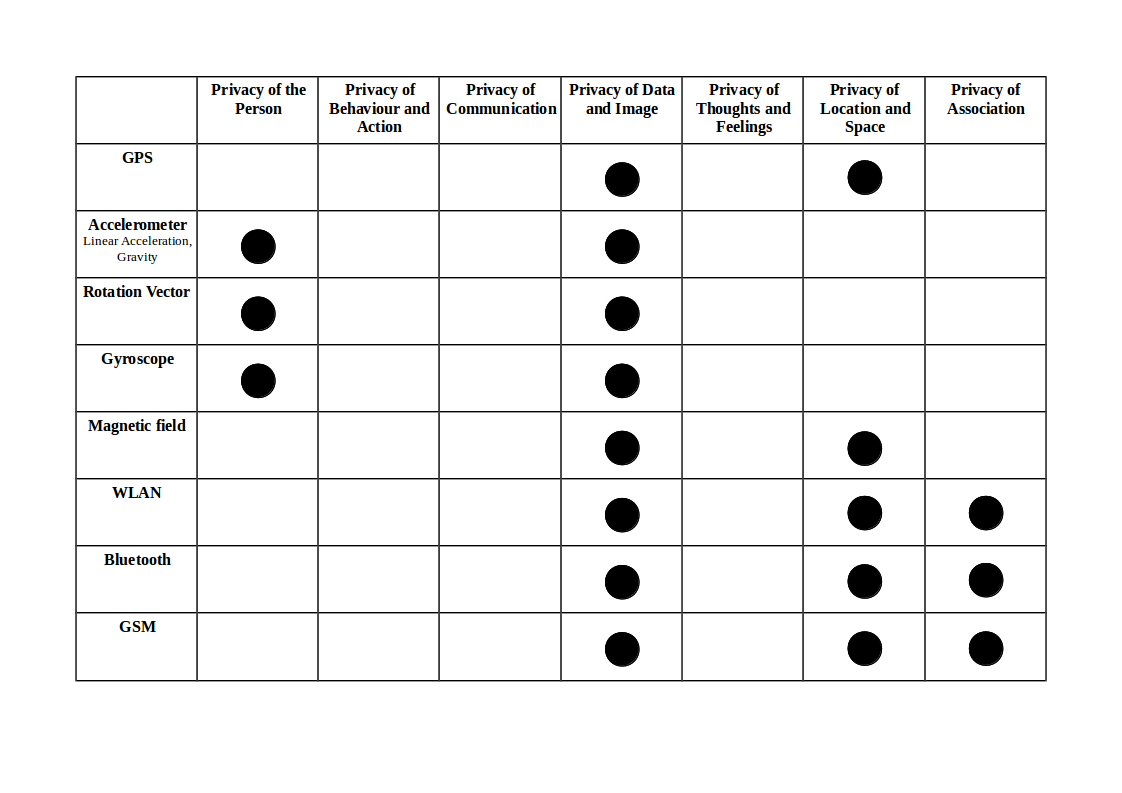 Privacy of the
Person
Privacy of
Behaviour and
Action
Privacy of
Communication
Privacy of Data
and Image
Privacy of
Thoughts and
Feelings
Privacy of
Location and
Space
Privacy of
Association
GPS
Accelerometer
Linear Acceleration,
Gravity
Rotation Vector
Gyroscope
Magnetic field
WLAN
Bluetooth
GSM